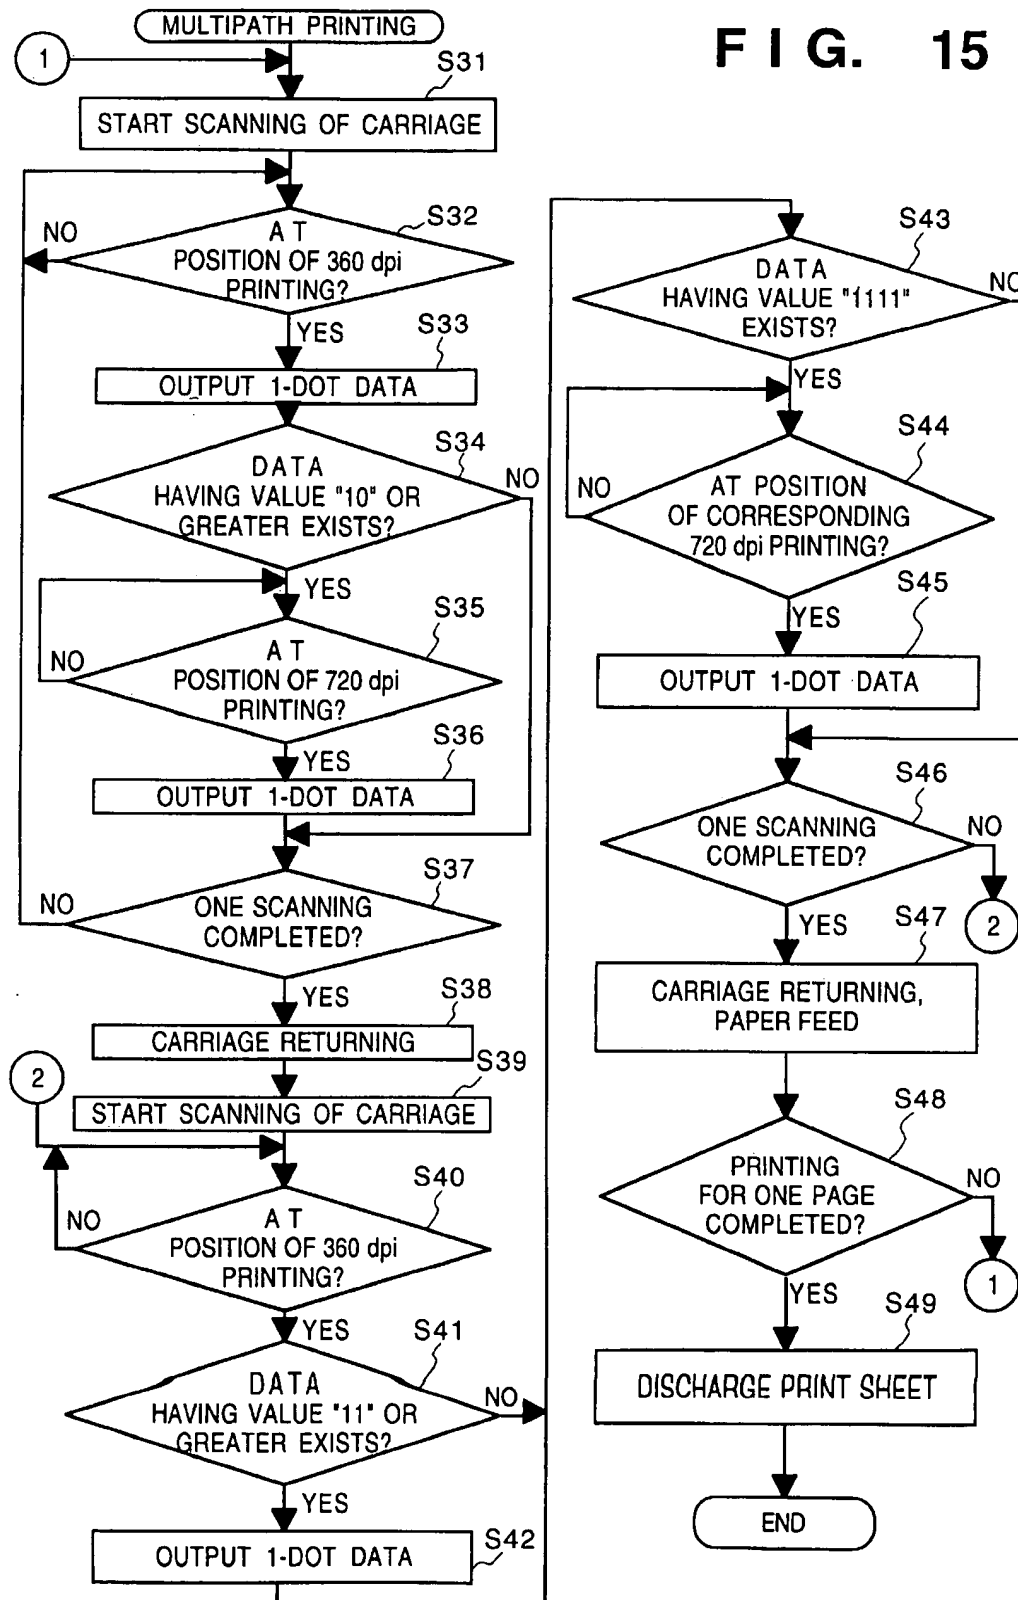 FIG. 15
MULTIPATH PRINTING
1
S31
START SCANNING OF CARRIAGE
S32
NO
AT
POSITION OF 360 dpi
PRINTING?
YES
S33
OUTPUT 1-DOT DATA
S34
DATA
HAVING VALUE "10" OR
GREATER EXISTS?
NO
YES
S35
NO
AT
POSITION OF 720 dpi
PRINTING?
YES
S36
OUTPUT 1-DOT DATA
S37
NO
ONE SCANNING
COMPLETED?
YES
S38
CARRIAGE RETURNING
S39
2
START SCANNING OF CARRIAGE
S40
NO
AT
POSITION OF 360 dpi
PRINTING?
YES
S41
DATA
HAVING VALUE "11" OR
GREATER EXISTS?
NO
YES
S42
OUTPUT 1-DOT DATA
S43
DATA
HAVING VALUE "1111"
EXISTS?
NO
YES
S44
NO
AT POSITION
OF CORRESPONDING
720 dpi PRINTING?
YES
S45
OUTPUT 1-DOT DATA
S46
ONE SCANNING
COMPLETED?
NO
2
YES
S47
CARRIAGE RETURNING,
PAPER FEED
S48
PRINTING
FOR ONE PAGE
COMPLETED?
NO
1
YES
S49
DISCHARGE PRINT SHEET
END